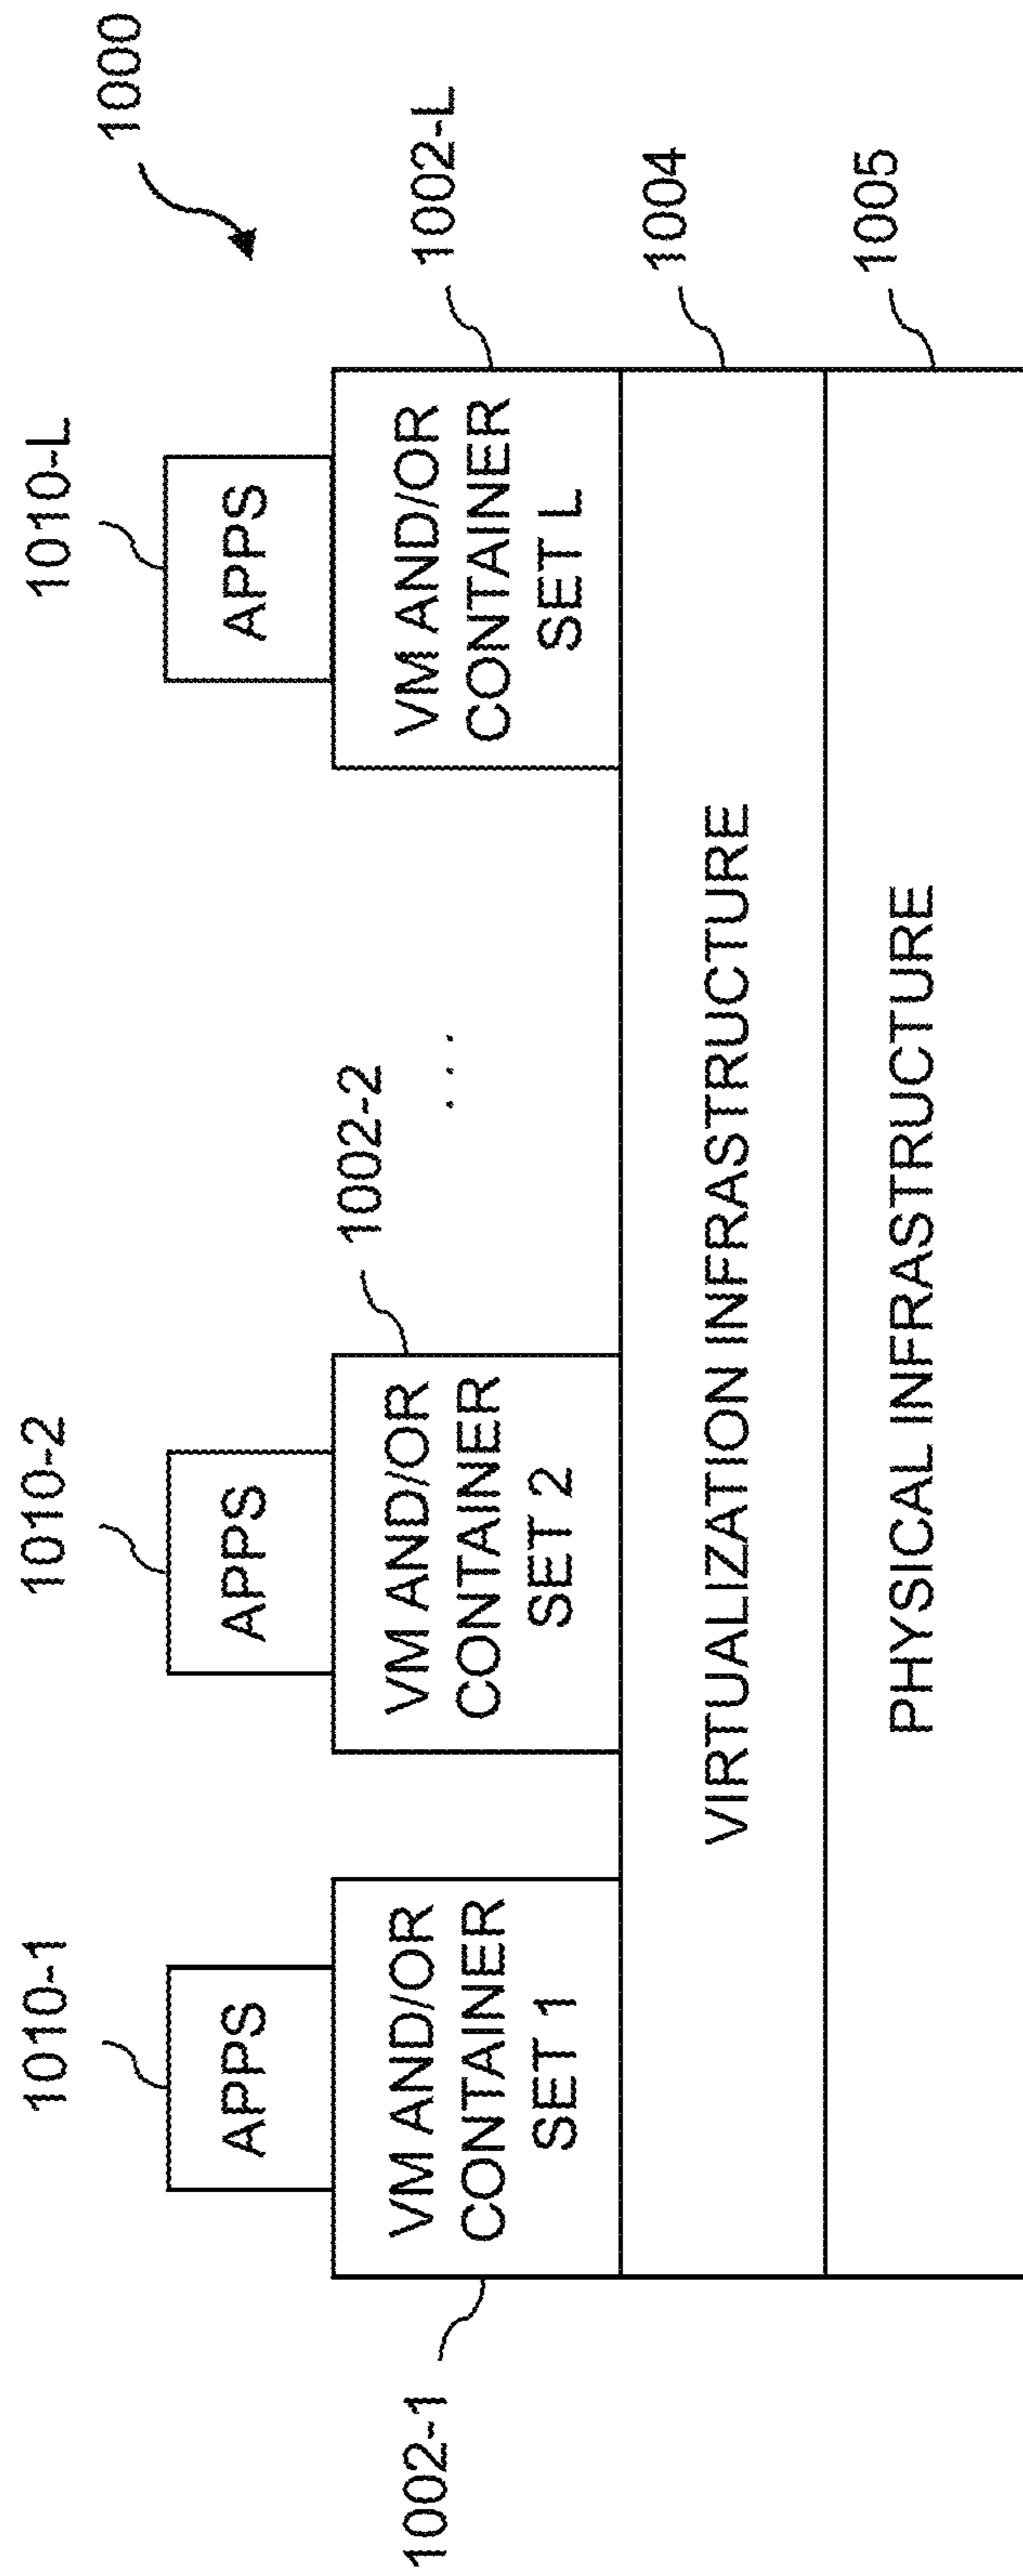 1000
1010-1
1010-2
1010-L
APPS
APPS
APPS
1002-1
VM AND/OR
CONTAINER
SET 1
VM AND/OR
CONTAINER
SET 2
1002-2
. . .
VM AND/OR
CONTAINER
SET L
1002-L
VIRTUALIZATION INFRASTRUCTURE
1004
PHYSICAL INFRASTRUCTURE
1005